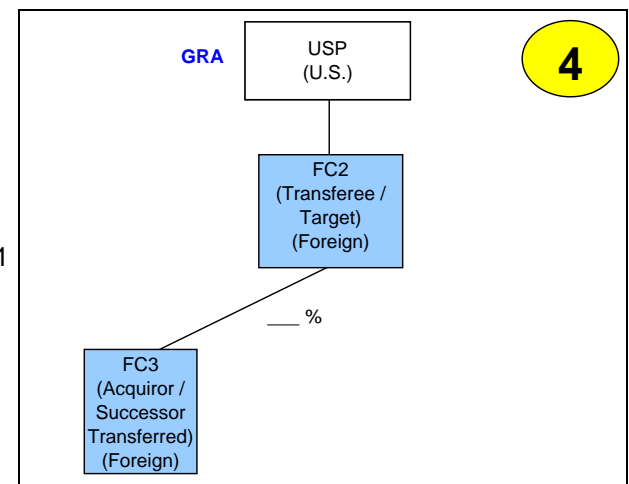 GRA
USP
(U.S.)
4
FC2
(Transferee /
Target)
(Foreign)
1
___ %
FC3
(Acquiror /
Successor
Transferred)
(Foreign)